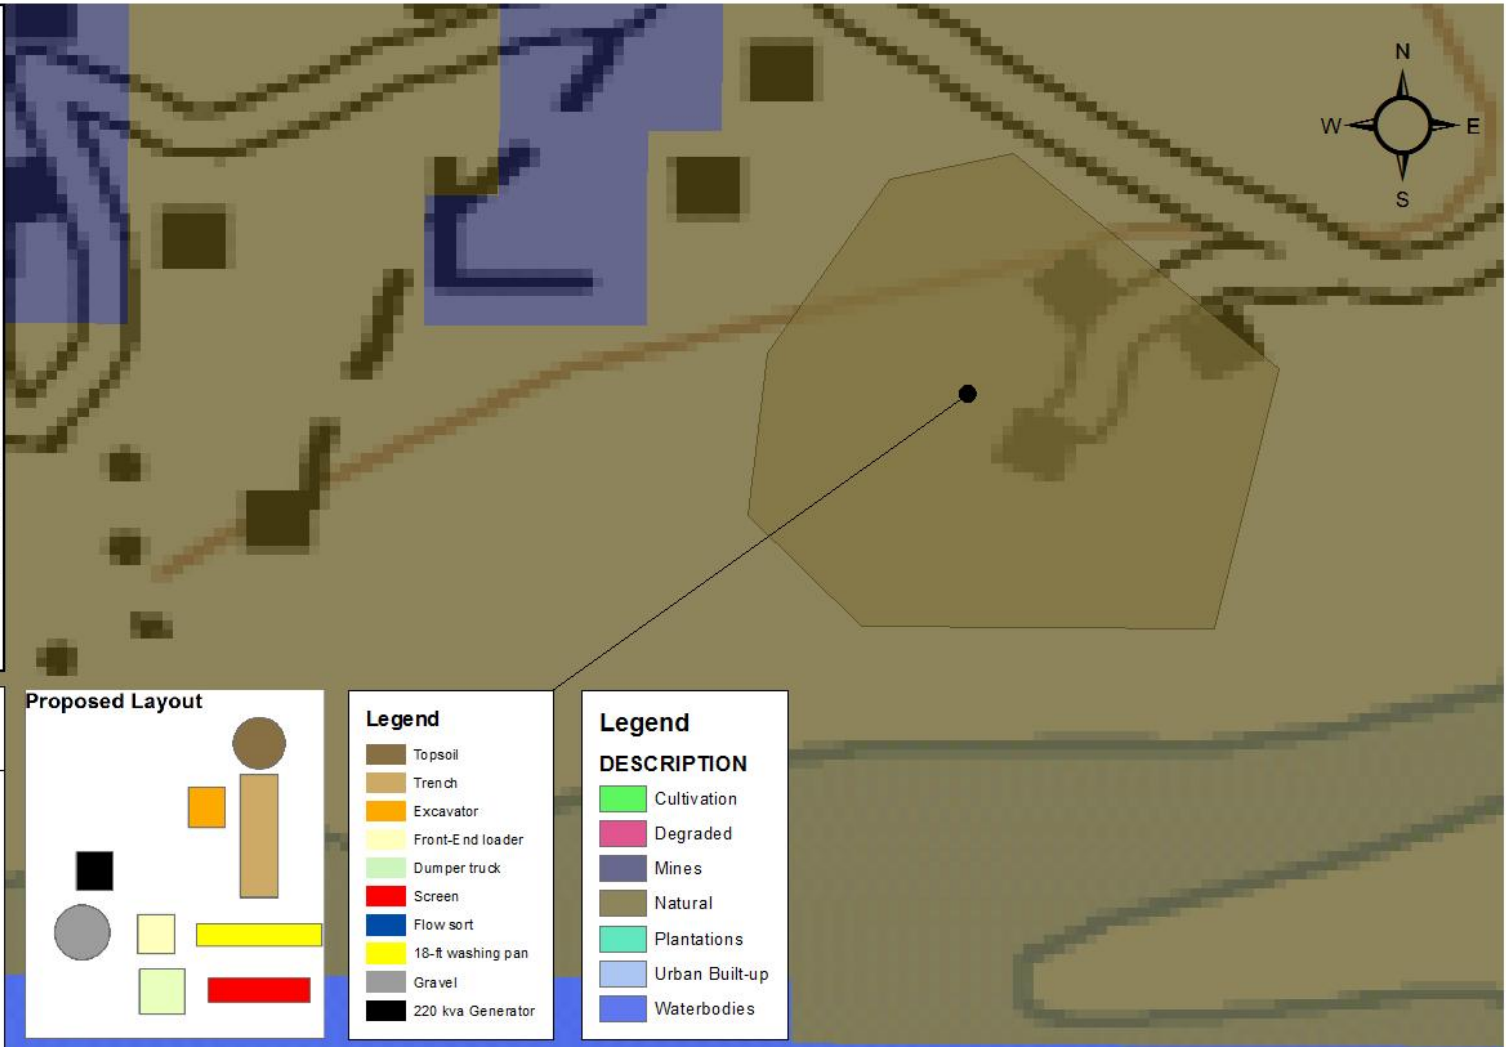 N
W E
S
Proposed Layout
Legend
Topsoil
Trench
Excavator
Front-End loader
Dumper truck
Screen
Flow sort
18-ft washing pan
Gravel
220 kva Generator
Legend
DESCRIPTION
Cultivation
Degraded
Mines
Natural
Plantations
Urban Built-up
Waterbodies